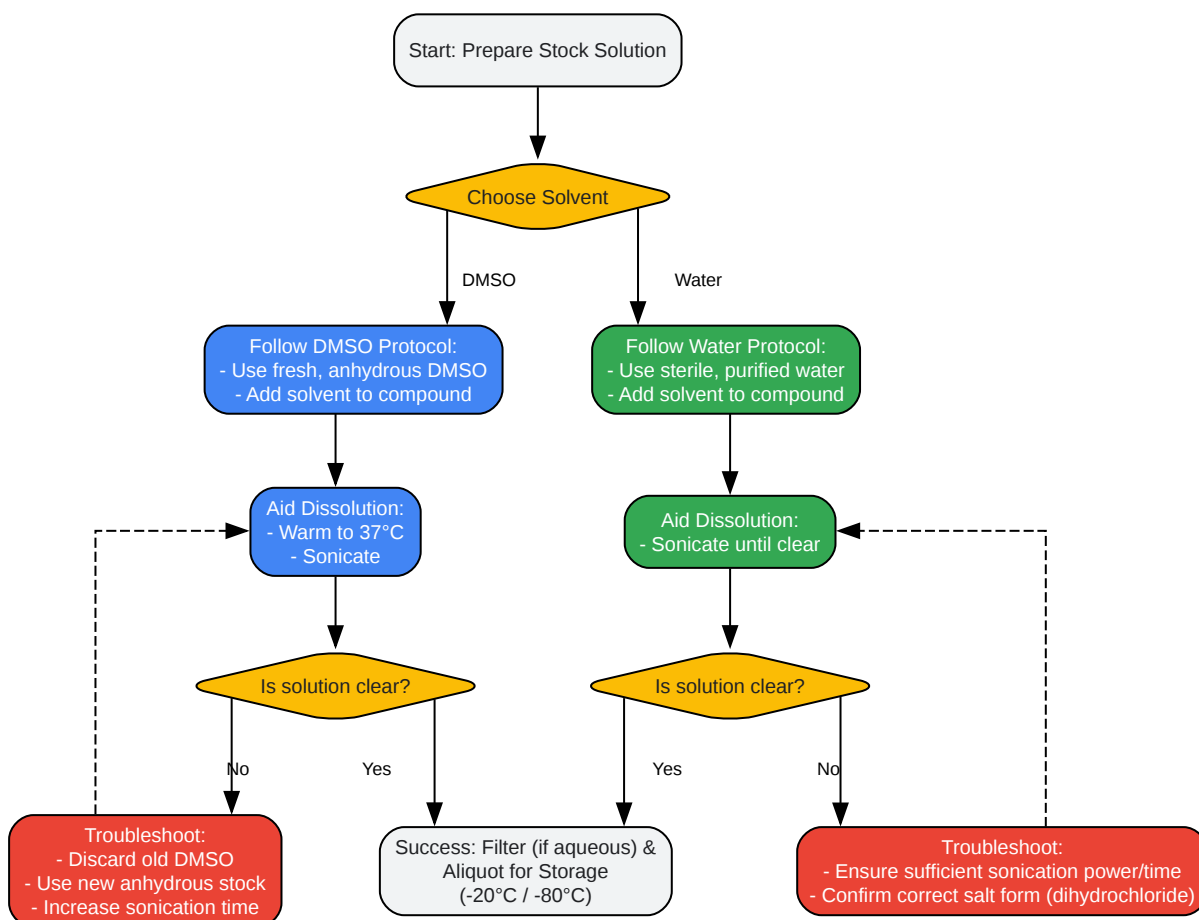 Start: Prepare Stock Solution
Choose Solvent
DMSO
Water
Follow DMSO Protocol:
- Use fresh, anhydrous DMSO
- Add solvent to compound
Follow Water Protocol:
- Use sterile, purified water
- Add solvent to compound
Aid Dissolution:
- Warm to 37°C
- Sonicate
Aid Dissolution:
- Sonicate until clear
Is solution clear?
Is solution clear?
No
Yes
Yes
No
Troubleshoot:
- Discard old DMSO
- Use new anhydrous stock
- Increase sonication time
Success: Filter (if aqueous) &
Aliquot for Storage
(-20°C / -80°C)
Troubleshoot:
- Ensure sufficient sonication power/time
- Confirm correct salt form (dihydrochloride)